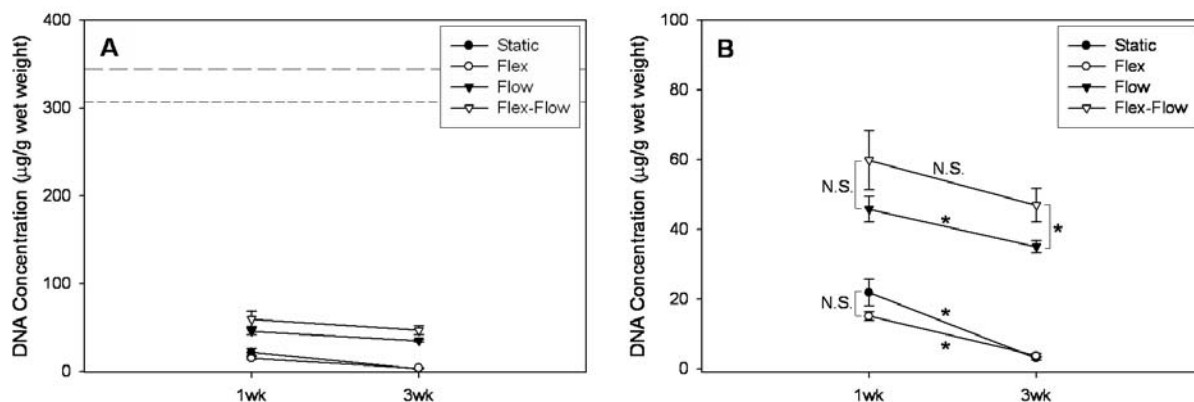 A
DNA Concentration (μg/g wet weight)
400
300
200
100
0
1wk
3wk
Static
Flex
Flow
Flex-Flow
B
DNA Concentration (μg/g wet weight)
100
80
60
40
20
0
1wk
3wk
Static
Flex
Flow
Flex-Flow
N.S.
N.S.
*
*
N.S.
*
*